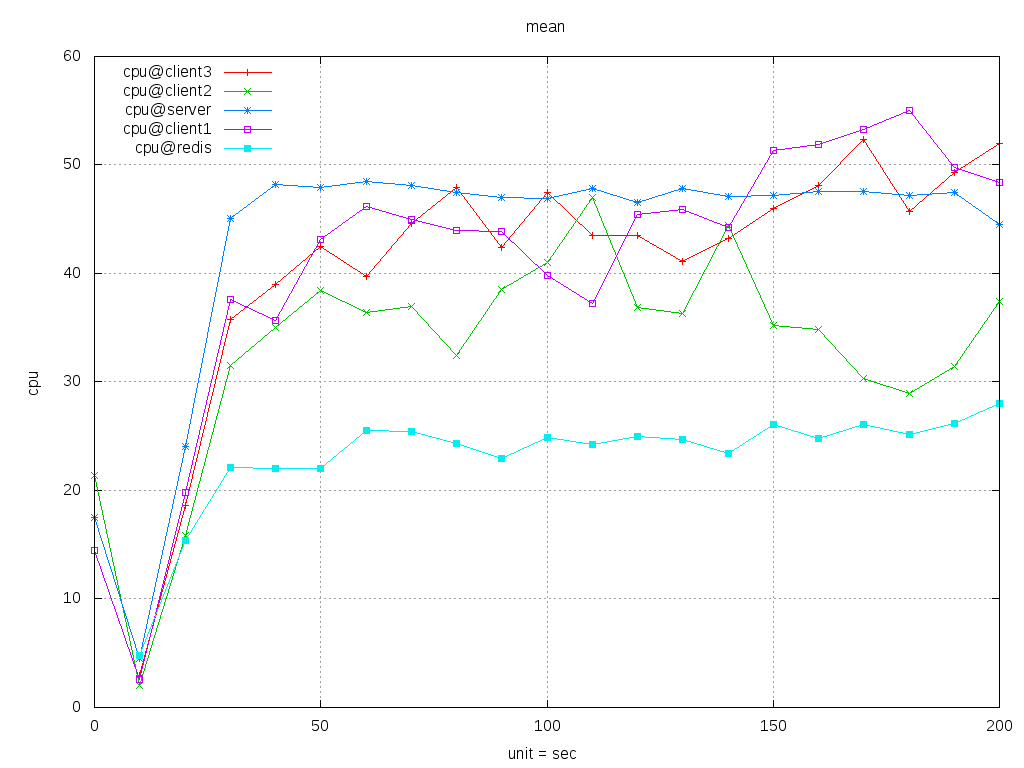 mean
60
50
40
30
20
10
0
cpu
cpu@client3
cpu@client2
cpu@server
cpu@client1
cpu@redis
0 50 100 150 200
unit = sec